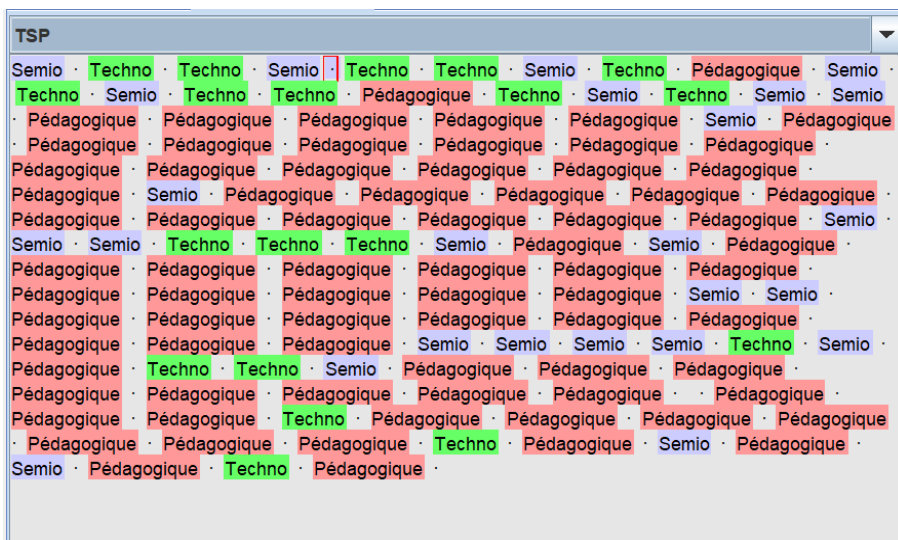 TSP
Semio · Techno · Techno · Semio · Techno · Techno · Semio · Techno · Pédagogique · Semio ·
Techno · Semio · Techno · Techno · Pédagogique · Techno · Semio · Techno · Semio · Semio
· Pédagogique · Pédagogique · Pédagogique · Pédagogique · Pédagogique · Semio · Pédagogique
· Pédagogique · Pédagogique · Pédagogique · Pédagogique · Pédagogique · Pédagogique ·
Pédagogique · Pédagogique · Pédagogique · Pédagogique · Pédagogique · Pédagogique ·
Pédagogique · Semio · Pédagogique · Pédagogique · Pédagogique · Pédagogique · Pédagogique ·
Pédagogique · Pédagogique · Pédagogique · Pédagogique · Pédagogique · Pédagogique · Semio ·
Semio · Semio · Techno · Techno · Techno · Semio · Pédagogique · Semio · Pédagogique ·
Pédagogique · Pédagogique · Pédagogique · Pédagogique · Pédagogique · Pédagogique ·
Pédagogique · Pédagogique · Pédagogique · Pédagogique · Pédagogique · Semio · Semio ·
Pédagogique · Pédagogique · Pédagogique · Pédagogique · Pédagogique · Pédagogique ·
Pédagogique · Pédagogique · Pédagogique · Semio · Semio · Semio · Semio · Techno · Semio ·
Pédagogique · Techno · Techno · Semio · Pédagogique · Pédagogique · Pédagogique ·
Pédagogique · Pédagogique · Pédagogique · Pédagogique · Pédagogique · · Pédagogique ·
Pédagogique · Pédagogique · Techno · Pédagogique · Pédagogique · Pédagogique · Pédagogique
· Pédagogique · Pédagogique · Pédagogique · Techno · Pédagogique · Semio · Pédagogique ·
Semio · Pédagogique · Techno · Pédagogique ·